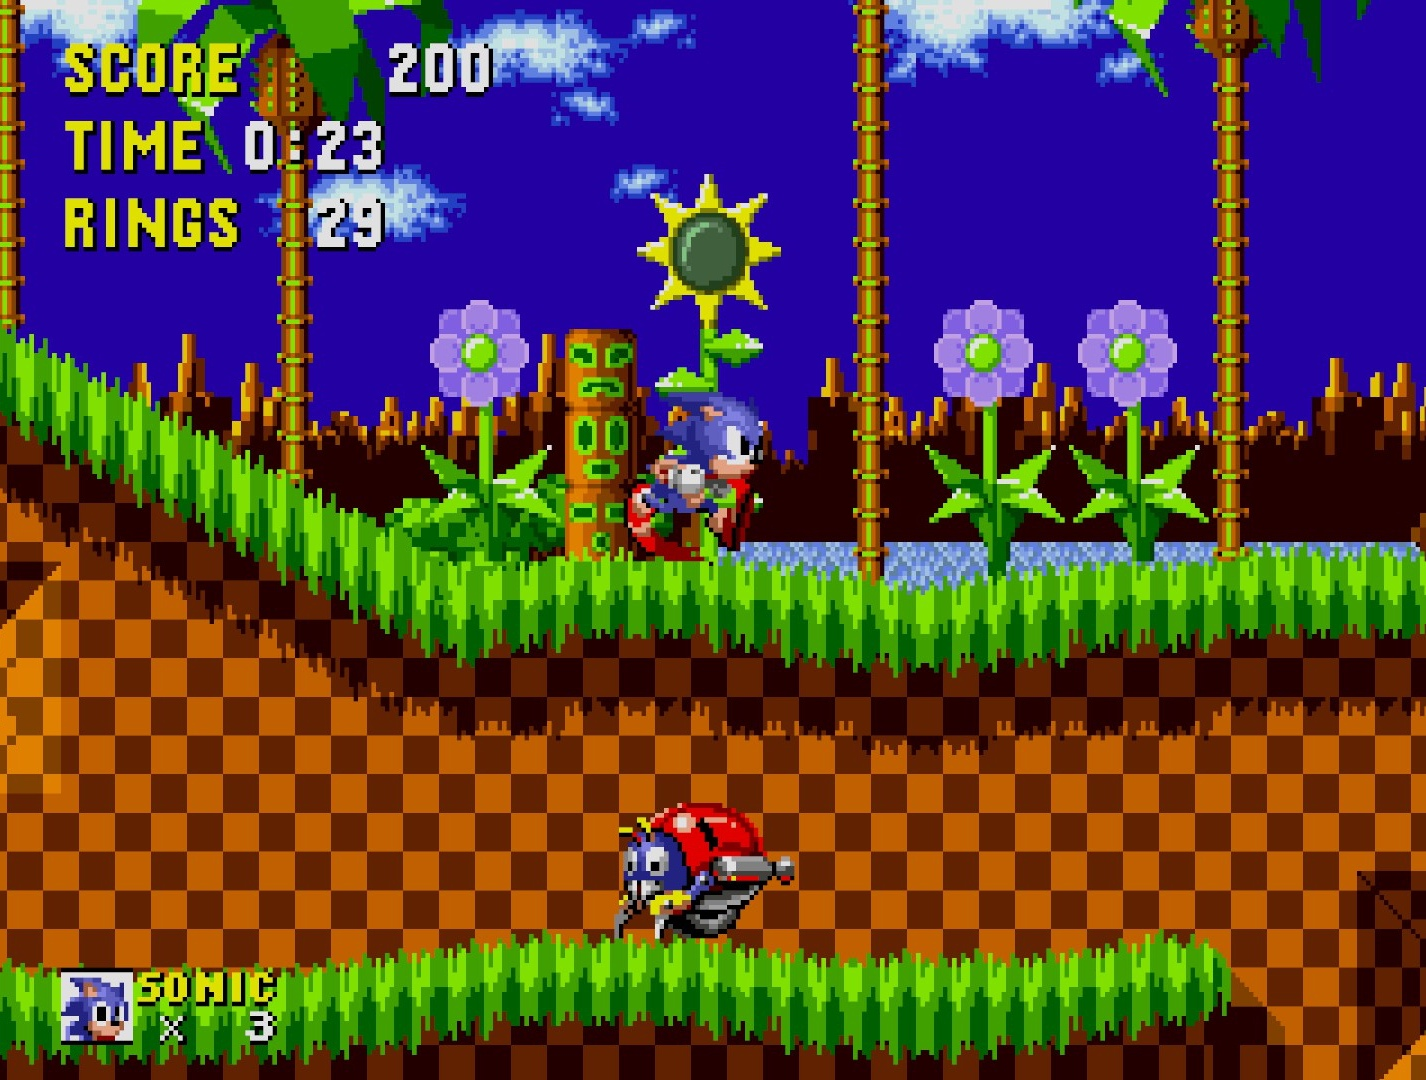 SCORE 200
TIME 0:23
RINGS 29
SONIC
X 3